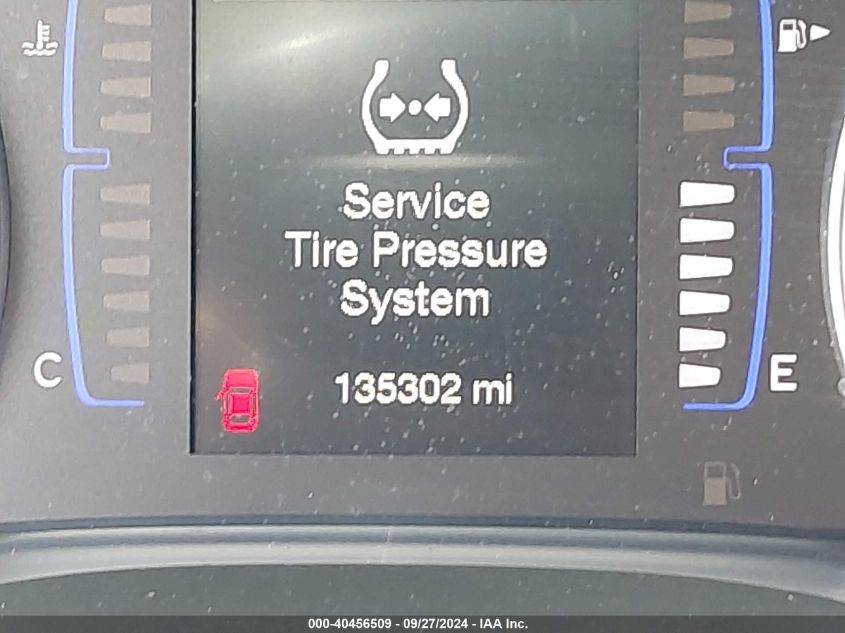 Service
Tire Pressure
System
C
135302 mi
E
000-40456509 - 09/27/2024 - IAA Inc.